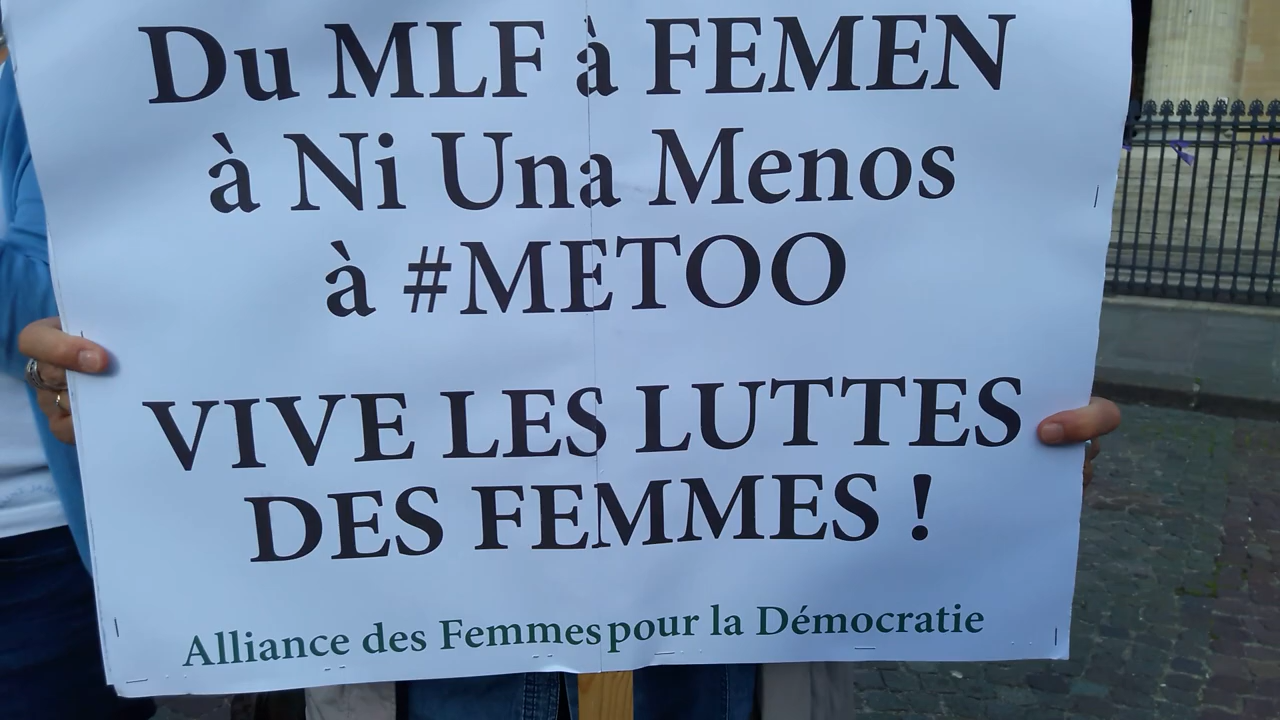 Du MLF à FEMEN
à Ni Una Menos
à #METOO
VIVE LES LUTTES
DES FEMMES !
Alliance des Femmes pour la Démocratie